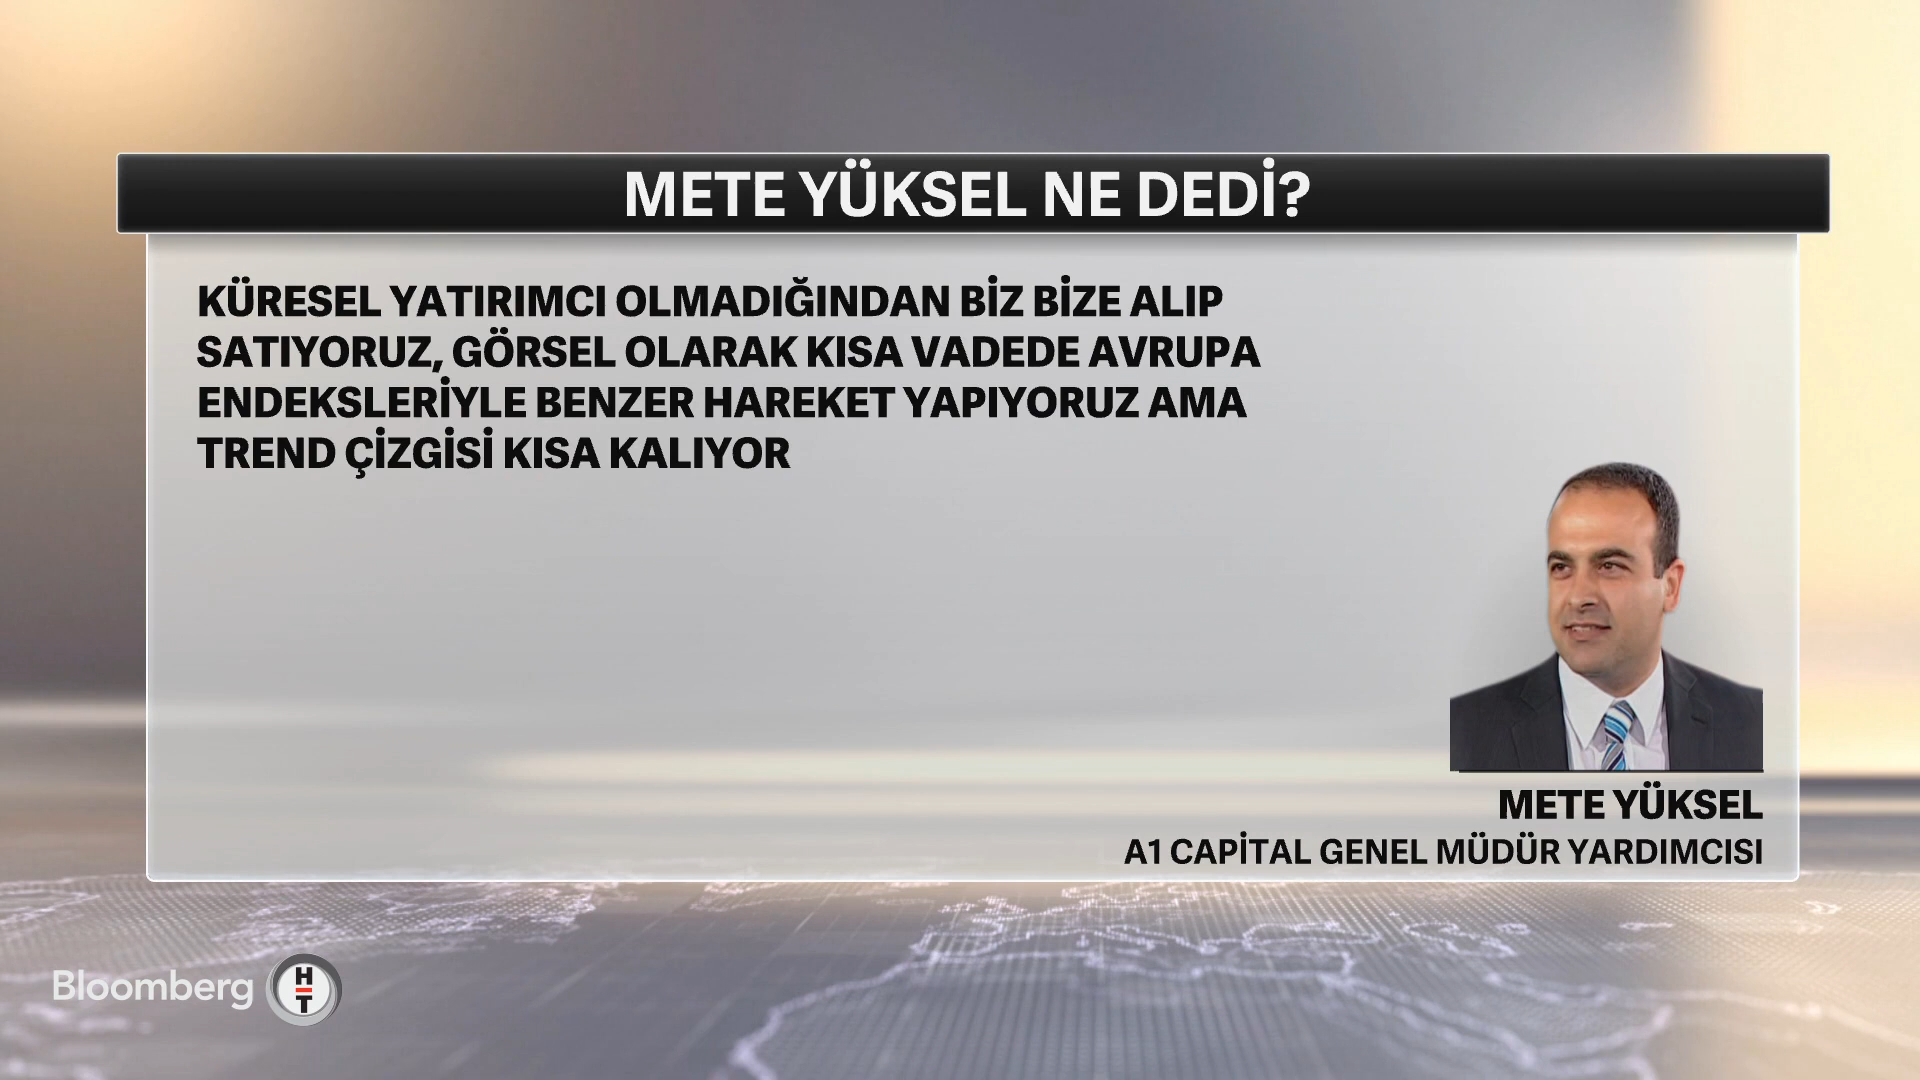 METE YÜKSEL NE DEDİ?
KÜRESEL YATIRIMCI OLMADIĞINDAN BİZ BİZE ALIP
SATIYORUZ, GÖRSEL OLARAK KISA VADEDE AVRUPA
ENDEKSLERİYLE BENZER HAREKET YAPIYORUZ AMA
TREND ÇİZGİSİ KISA KALIYOR
METE YÜKSEL
A1 CAPİTAL GENEL MÜDÜR YARDIMCISI
Bloomberg HT